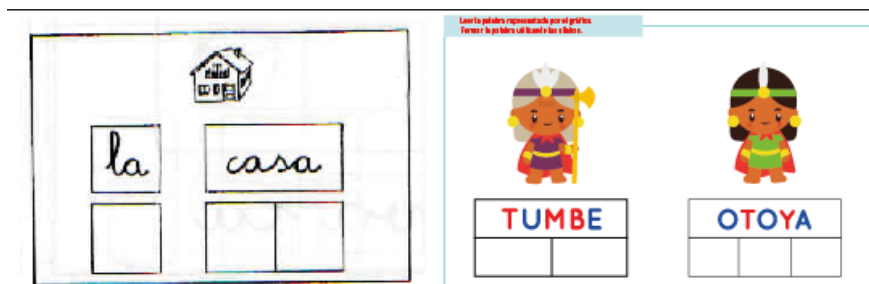 la casa
Leer la palabra representada por el gráfico.
Formar la palabra utilizando las sílabas.
TUMBE
OTOYA